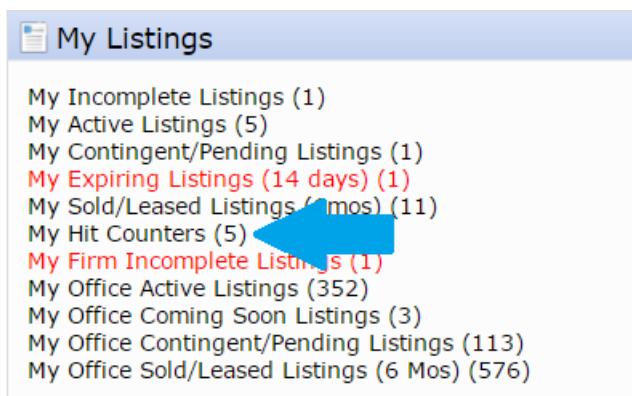 My Listings
My Incomplete Listings (1)
My Active Listings (5)
My Contingent/Pending Listings (1)
My Expiring Listings (14 days) (1)
My Sold/Leased Listings mos) (11)
My Hit Counters (5)
My Firm Incomplete Listings (1)
My Office Active Listings (352)
My Office Coming Soon Listings (3)
My Office Contingent/Pending Listings (113)
My Office Sold/Leased Listings (6 Mos) (576)